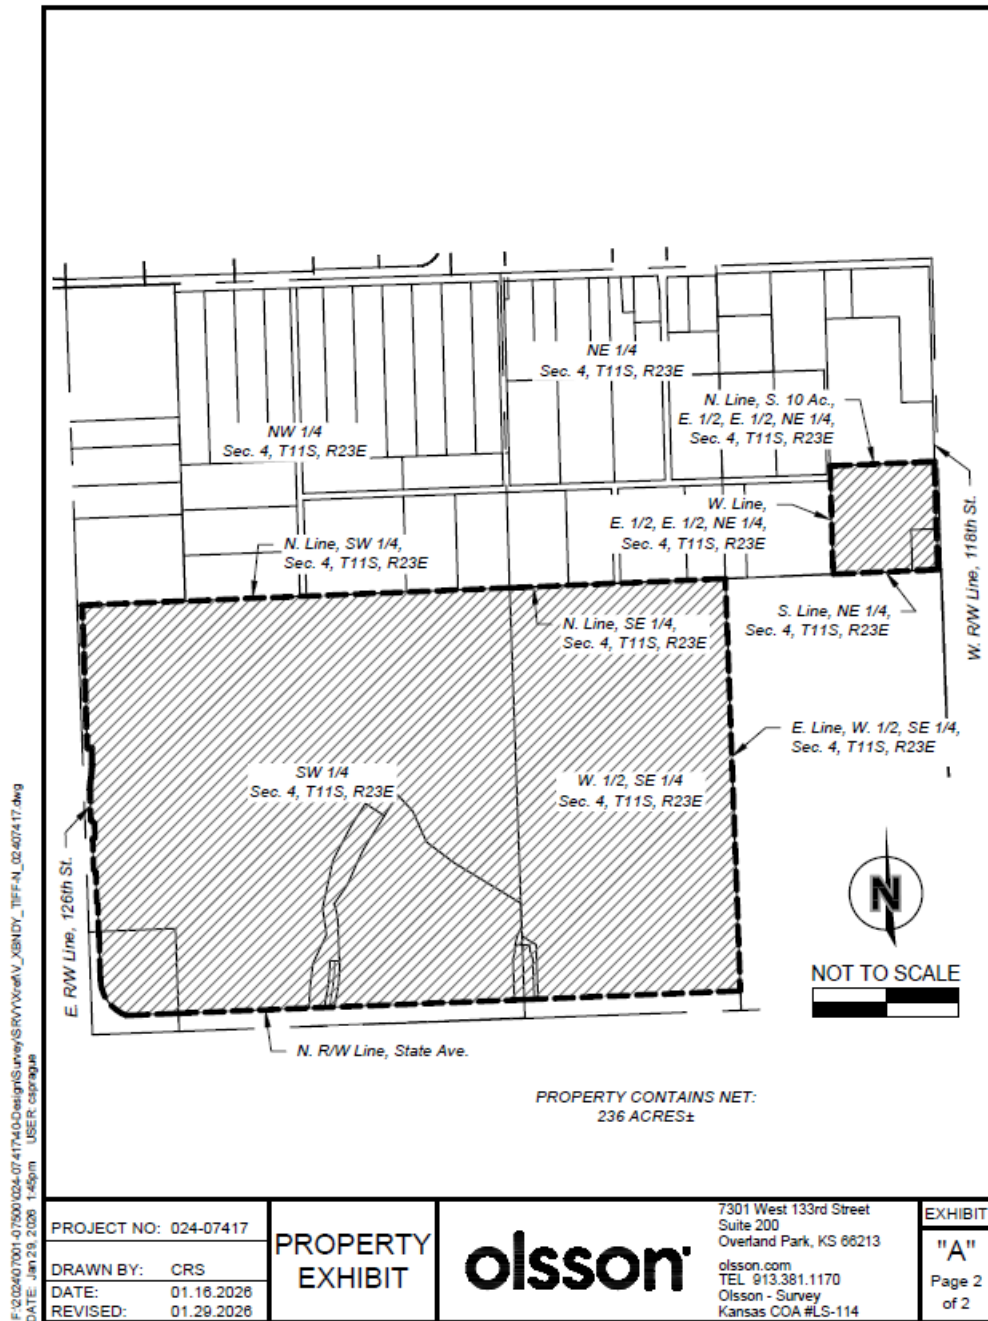 NE 1/4
Sec. 4, T11S, R23E
N. Line, S. 10 Ac.,
E. 1/2, E. 1/2, NE 1/4,
Sec. 4, T11S, R23E
NW 1/4
Sec. 4, T11S, R23E
W. Line,
E. 1/2, E. 1/2, NE 1/4,
Sec. 4, T11S, R23E
W. R/W Line, 118th St.
N. Line, SW 1/4,
Sec. 4, T11S, R23E
N. Line, SE 1/4,
Sec. 4, T11S, R23E
S. Line, NE 1/4,
Sec. 4, T11S, R23E
E. Line, W. 1/2, SE 1/4,
Sec. 4, T11S, R23E
SW 1/4
Sec. 4, T11S, R23E
W. 1/2, SE 1/4
Sec. 4, T11S, R23E
E. R/W Line, 126th St.
N
NOT TO SCALE
N. R/W Line, State Ave.
PROPERTY CONTAINS NET:
236 ACRES±
DATE: Jan 29, 2026 1:45pm USER: csprague
PROJECT NO: 024-07417
DRAWN BY: CRS
DATE: 01.16.2026
REVISED: 01.29.2026
PROPERTY
EXHIBIT
olsson
7301 West 133rd Street
Suite 200
Overland Park, KS 66213
olsson.com
TEL 913.381.1170
Olsson - Survey
Kansas COA #LS-114
EXHIBIT
"A"
Page 2
of 2